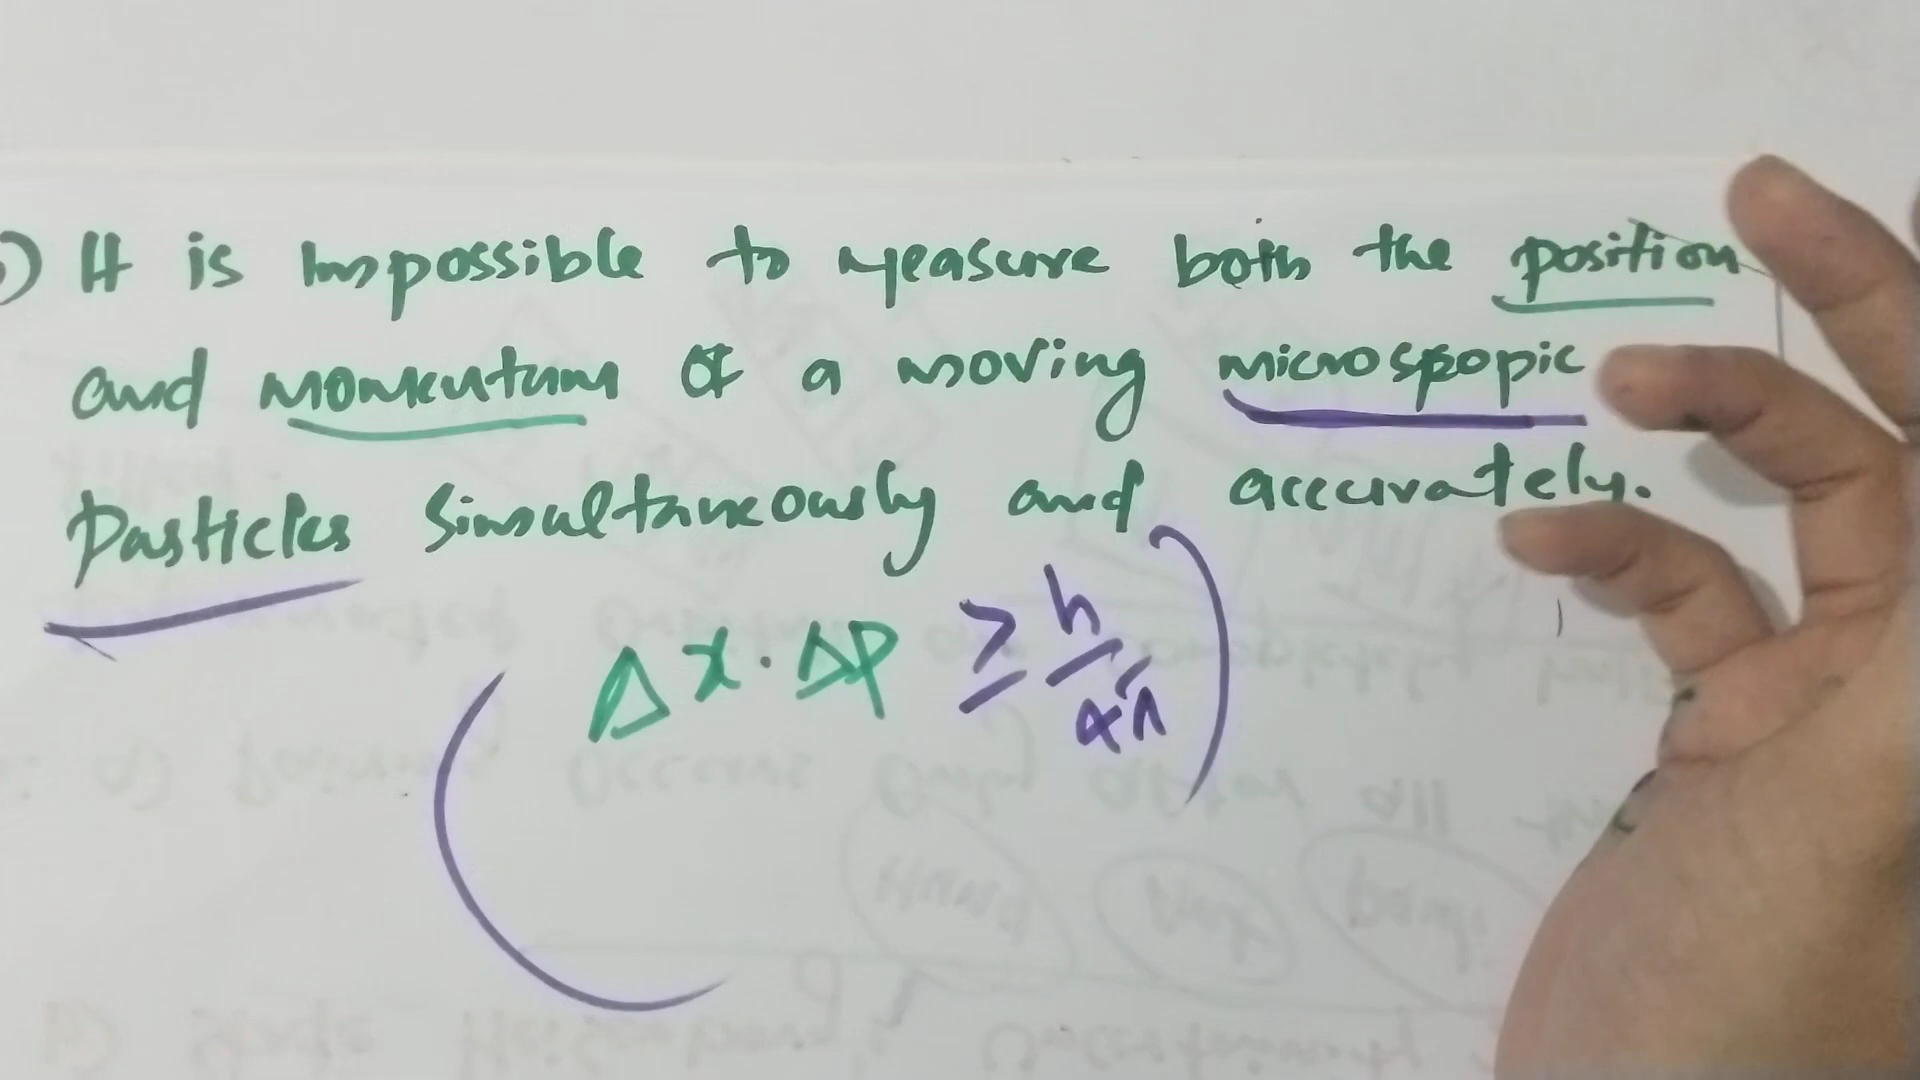 ) It is Impossible to measure both the position
and momentum of a moving microscopic
Particles Simultaneously and accurately.
Δx.Δp ≥ h/4π